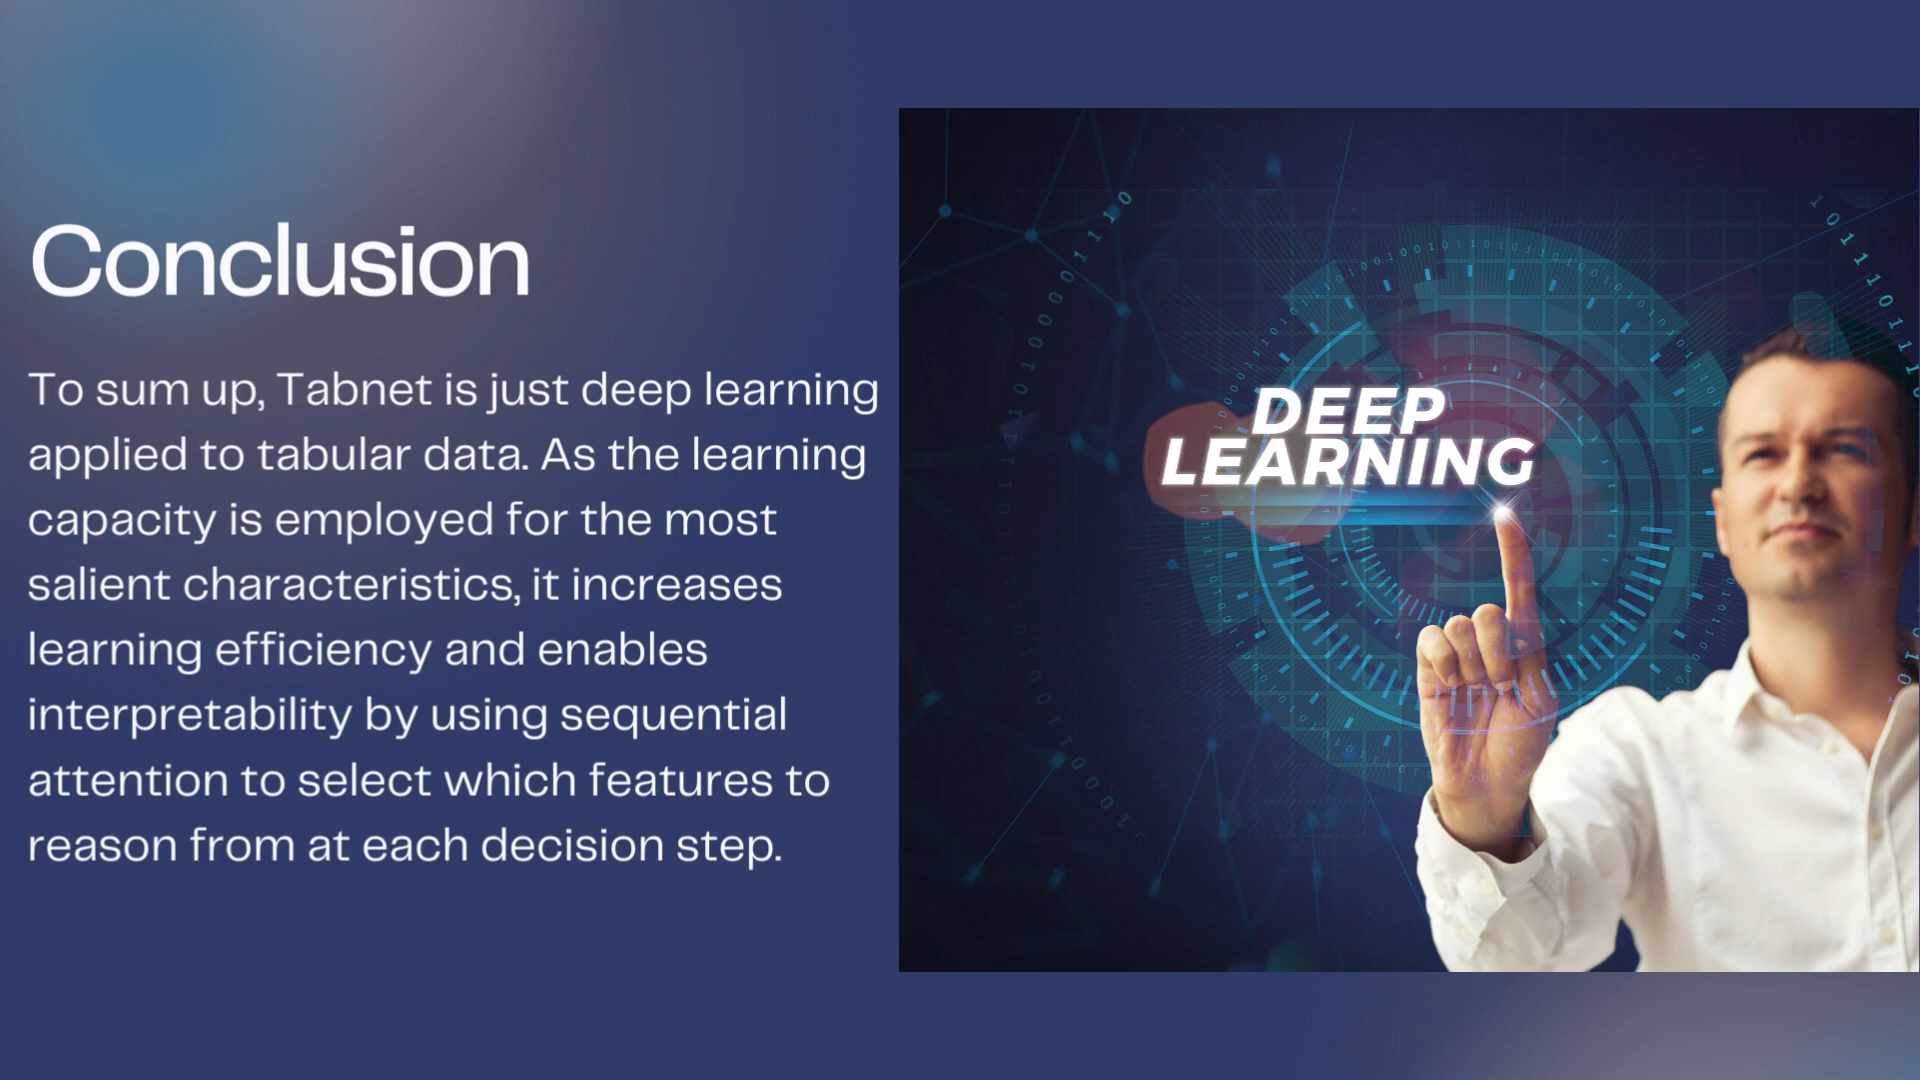 Conclusion
To sum up, Tabnet is just deep learning
applied to tabular data. As the learning
capacity is employed for the most
salient characteristics, it increases
learning efficiency and enables
interpretability by using sequential
attention to select which features to
reason from at each decision step.
DEEP
LEARNING